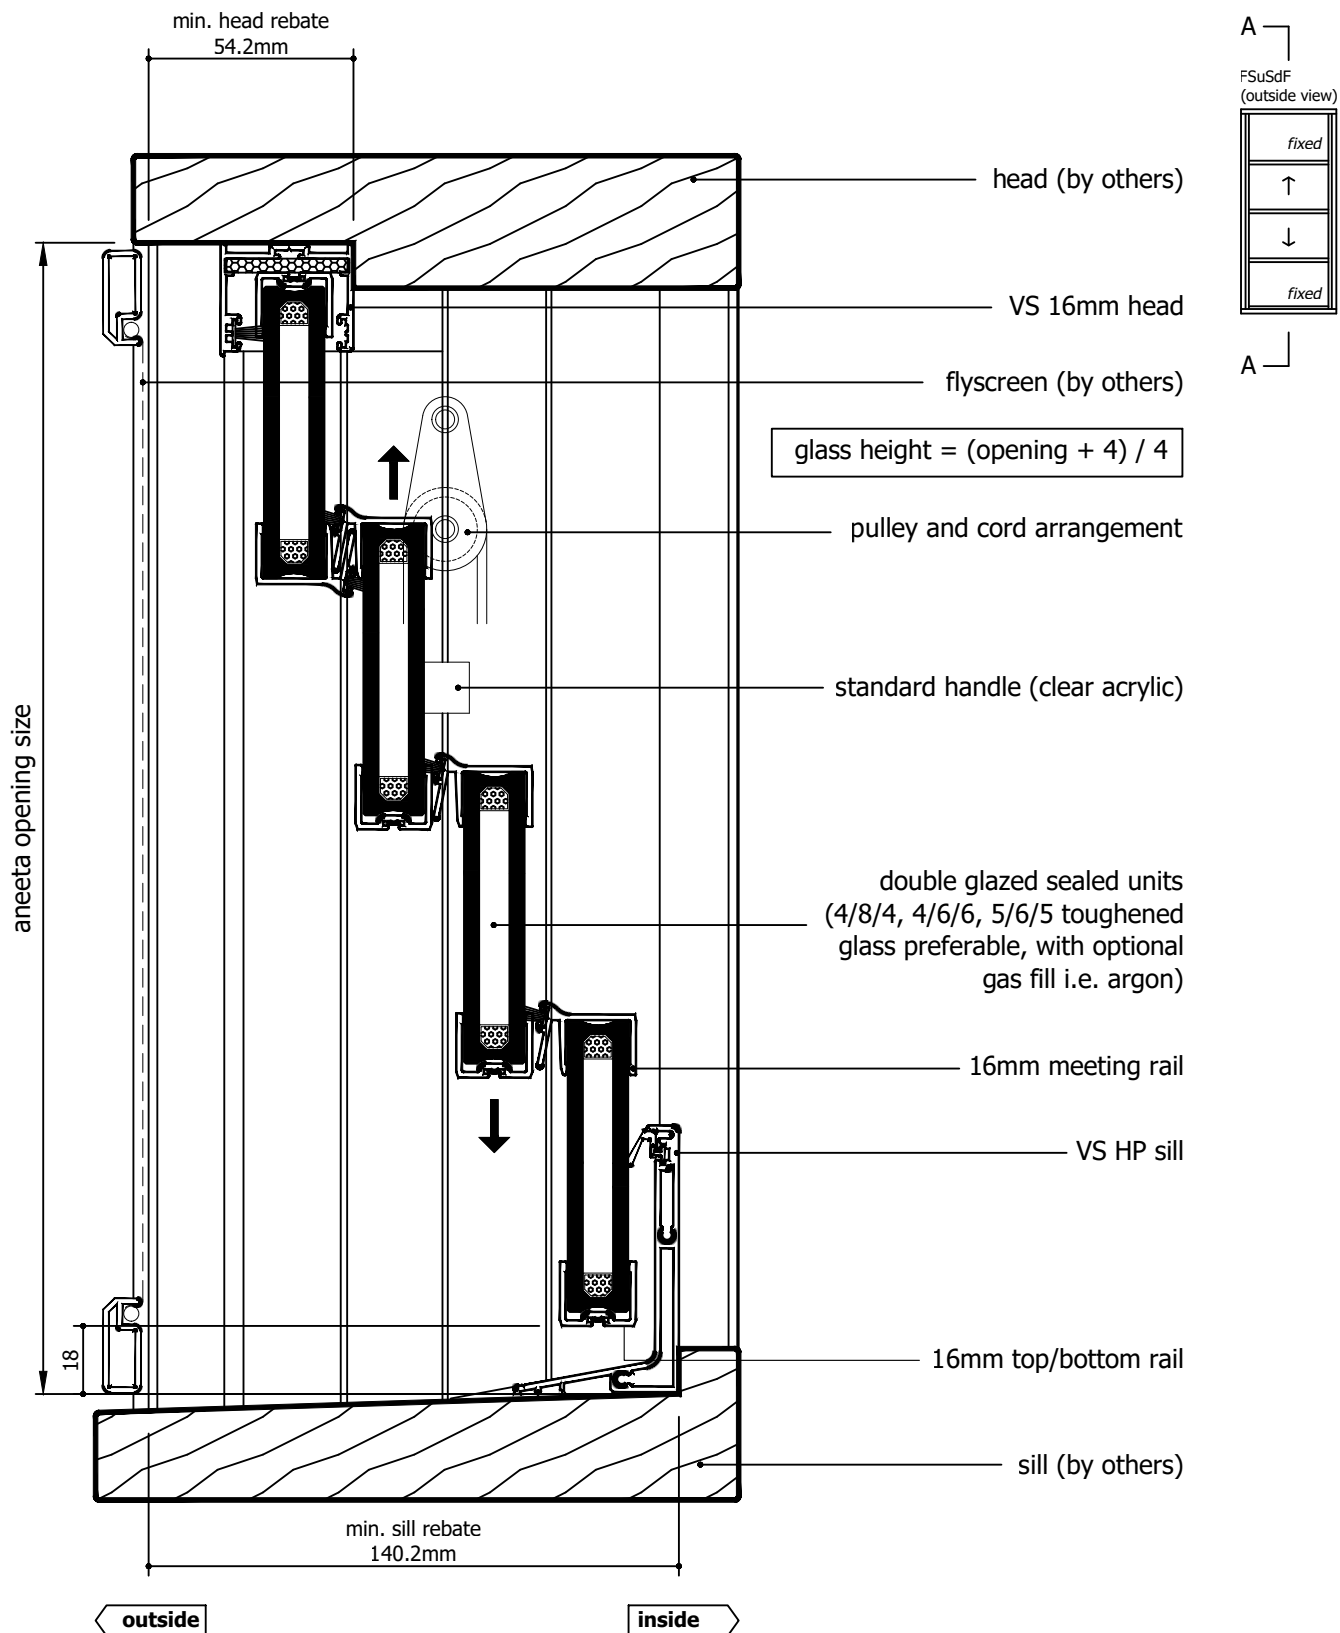 min. head rebate
54.2mm
A
FSuSdF
(outside view)
fixed
↑
↓
fixed
A
head (by others)
VS 16mm head
flyscreen (by others)
glass height = (opening + 4) / 4
pulley and cord arrangement
standard handle (clear acrylic)
aneeta opening size
double glazed sealed units
(4/8/4, 4/6/6, 5/6/5 toughened
glass preferable, with optional
gas fill i.e. argon)
16mm meeting rail
VS HP sill
18
16mm top/bottom rail
sill (by others)
min. sill rebate
140.2mm
outside
inside